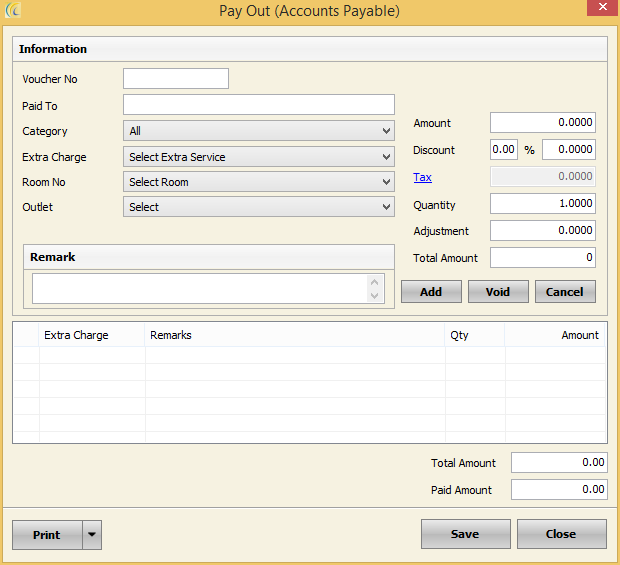 Pay Out (Accounts Payable)
Information
Voucher No
Paid To
Category All
Extra Charge Select Extra Service
Room No Select Room
Outlet Select
Amount 0.0000
Discount 0.00 % 0.0000
Tax 0.0000
Quantity 1.0000
Adjustment 0.0000
Total Amount 0
Remark
Add Void Cancel
Extra Charge Remarks Qty Amount
Total Amount 0.00
Paid Amount 0.00
Print Save Close